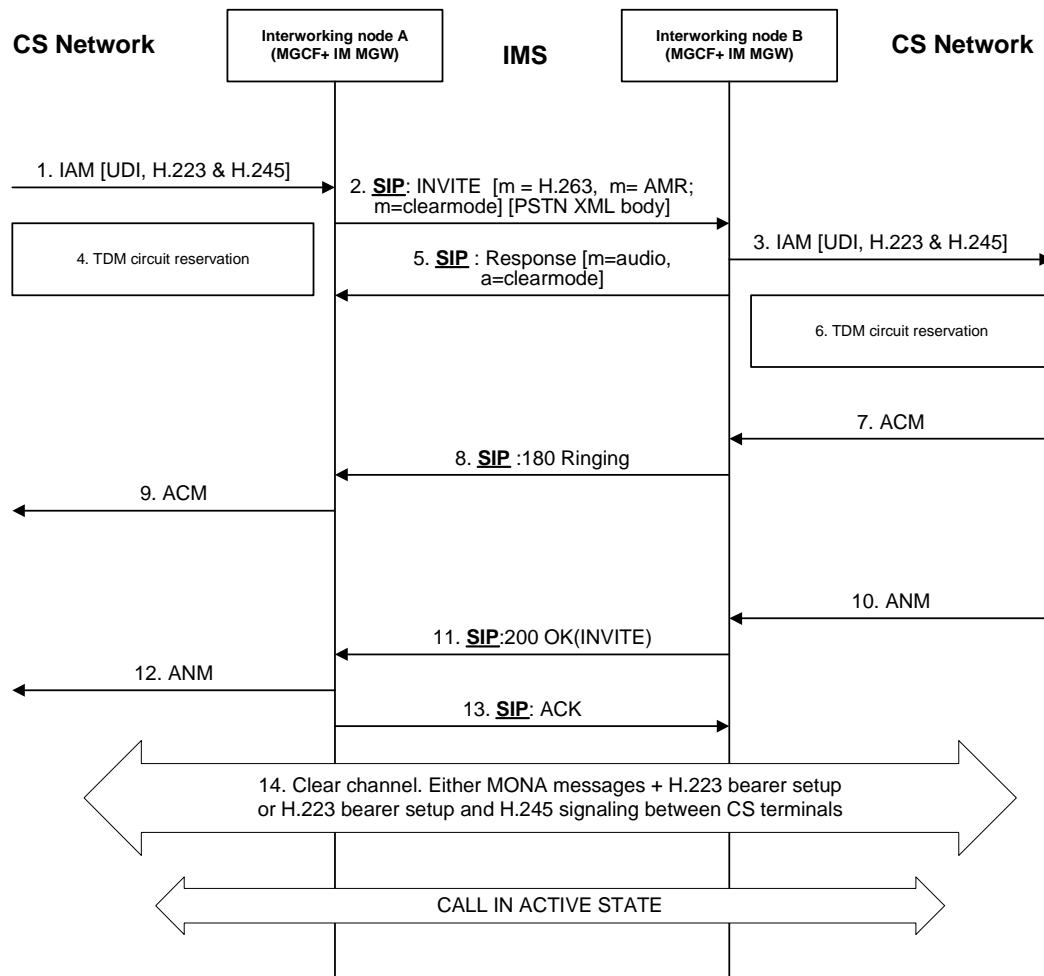 CS Network
Interworking node A
(MGCF+ IM MGW)
IMS
Interworking node B
(MGCF+ IM MGW)
CS Network
1. IAM [UDI, H.223 & H.245]
2. SIP: INVITE [m = H.263, m= AMR;
m=clearmode] [PSTN XML body]
3. IAM [UDI, H.223 & H.245]
4. TDM circuit reservation
5. SIP : Response [m=audio,
a=clearmode]
6. TDM circuit reservation
7. ACM
8. SIP :180 Ringing
9. ACM
10. ANM
11. SIP:200 OK(INVITE)
12. ANM
13. SIP: ACK
14. Clear channel. Either MONA messages + H.223 bearer setup
or H.223 bearer setup and H.245 signaling between CS terminals
CALL IN ACTIVE STATE